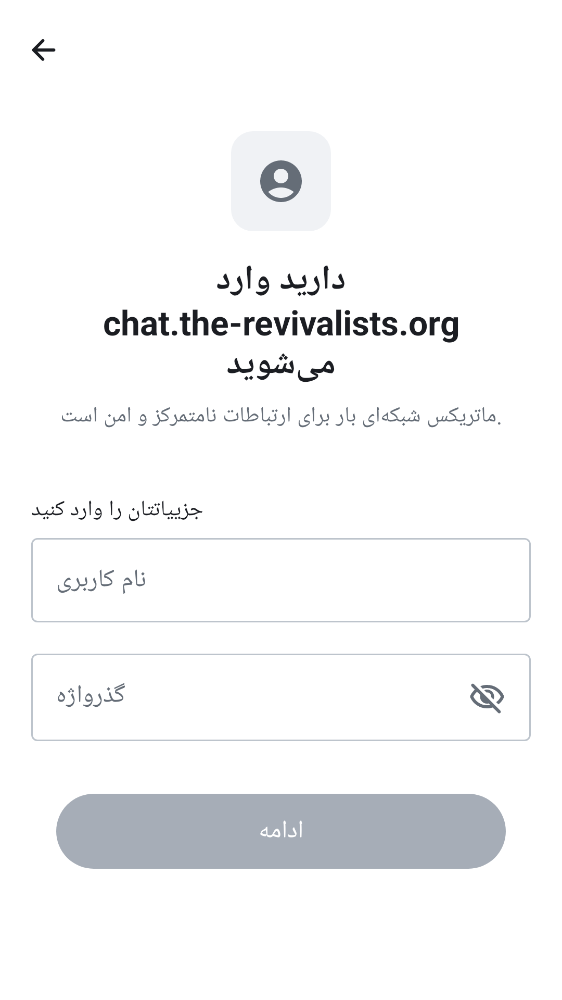 دارید وارد
chat.the-revivalists.org
می‌شوید
ماتریکس شبکه‌ای بار برای ارتباطات نامتمرکز و امن است.
جزییاتتان را وارد کنید
نام کاربری
گذرواژه
ادامه